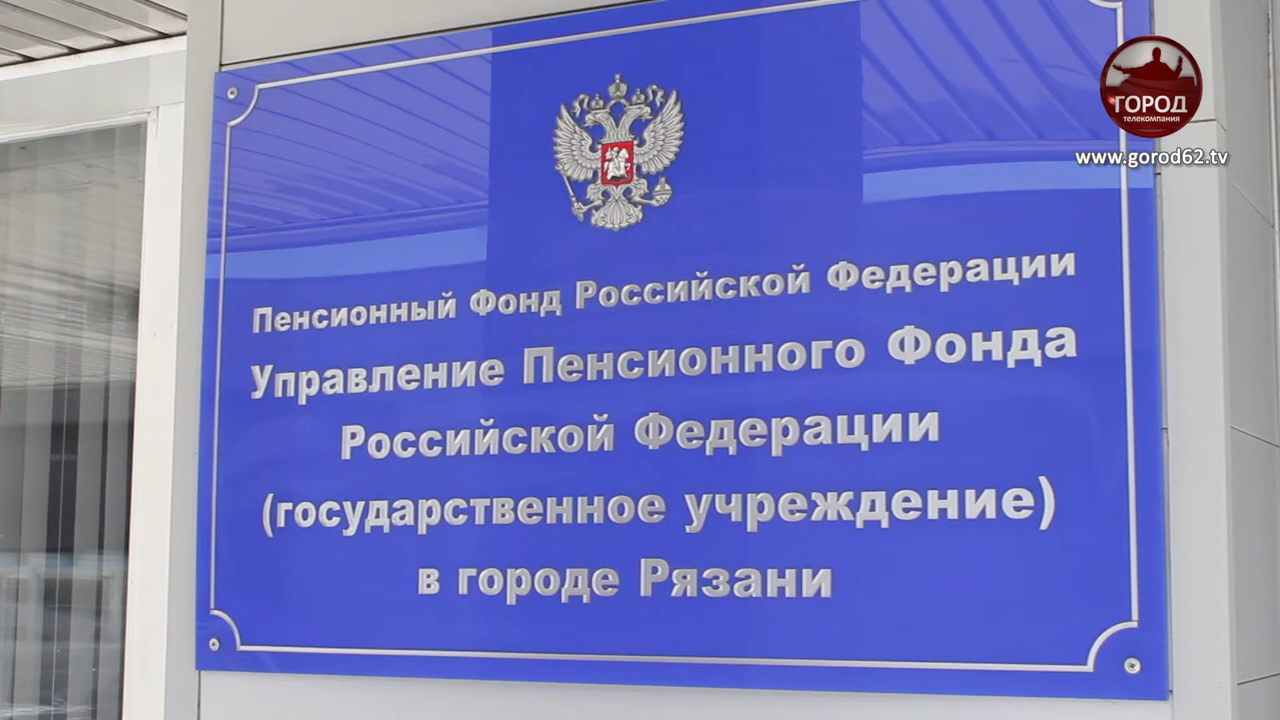 ГОРОД
телекомпания
www.gorod62.tv
Пенсионный Фонд Российской Федерации
Управление Пенсионного Фонда
Российской Федерации
(государственное учреждение)
в городе Рязани